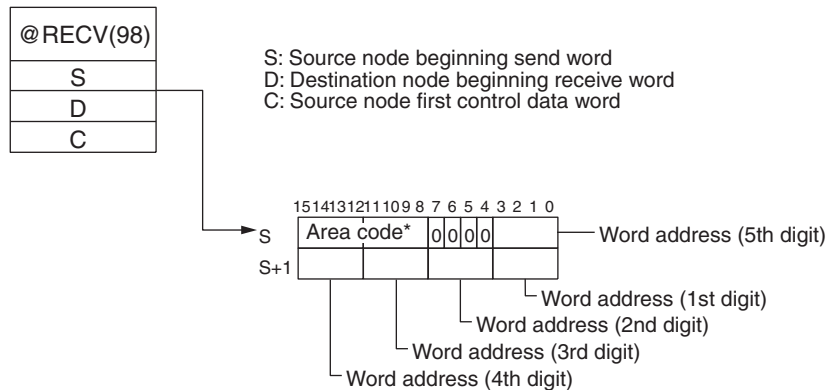 @RECV(98)
S
D
C
S: Source node beginning send word
D: Destination node beginning receive word
C: Source node first control data word
15 14 13 12 11 10 9 8 7 6 5 4 3 2 1 0
S Area code* 0 0 0 0 Word address (5th digit)
S+1
Word address (1st digit)
Word address (2nd digit)
Word address (3rd digit)
Word address (4th digit)